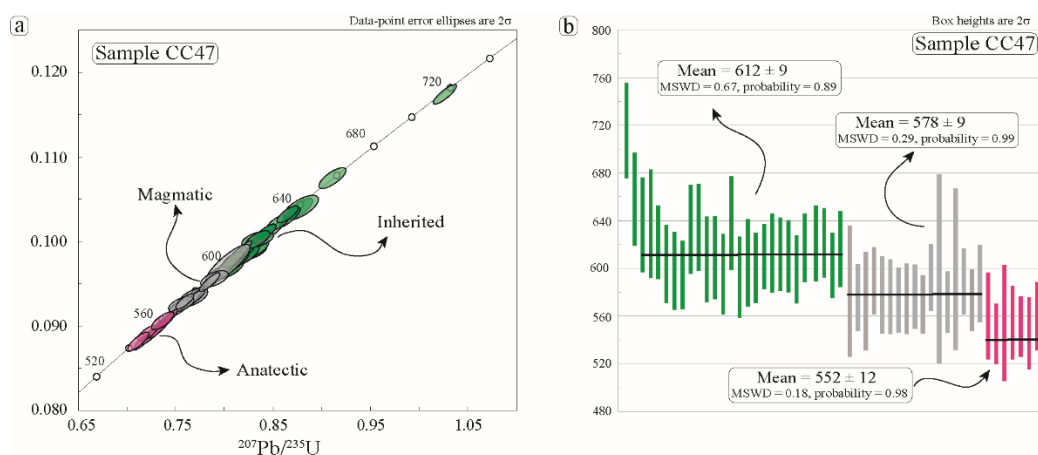 a
Data-point error ellipses are 2σ
Sample CC47
0.120
0.110
0.100
0.090
0.080
720
680
640
600
560
520
Magmatic
Inherited
Anatectic
0.65
0.75
0.85
0.95
1.05
²⁰⁷Pb/²³⁵U
b
Box heights are 2σ
Sample CC47
800
760
720
680
640
600
560
520
480
Mean = 612 ± 9
MSWD = 0.67, probability = 0.89
Mean = 578 ± 9
MSWD = 0.29, probability = 0.99
Mean = 552 ± 12
MSWD = 0.18, probability = 0.98